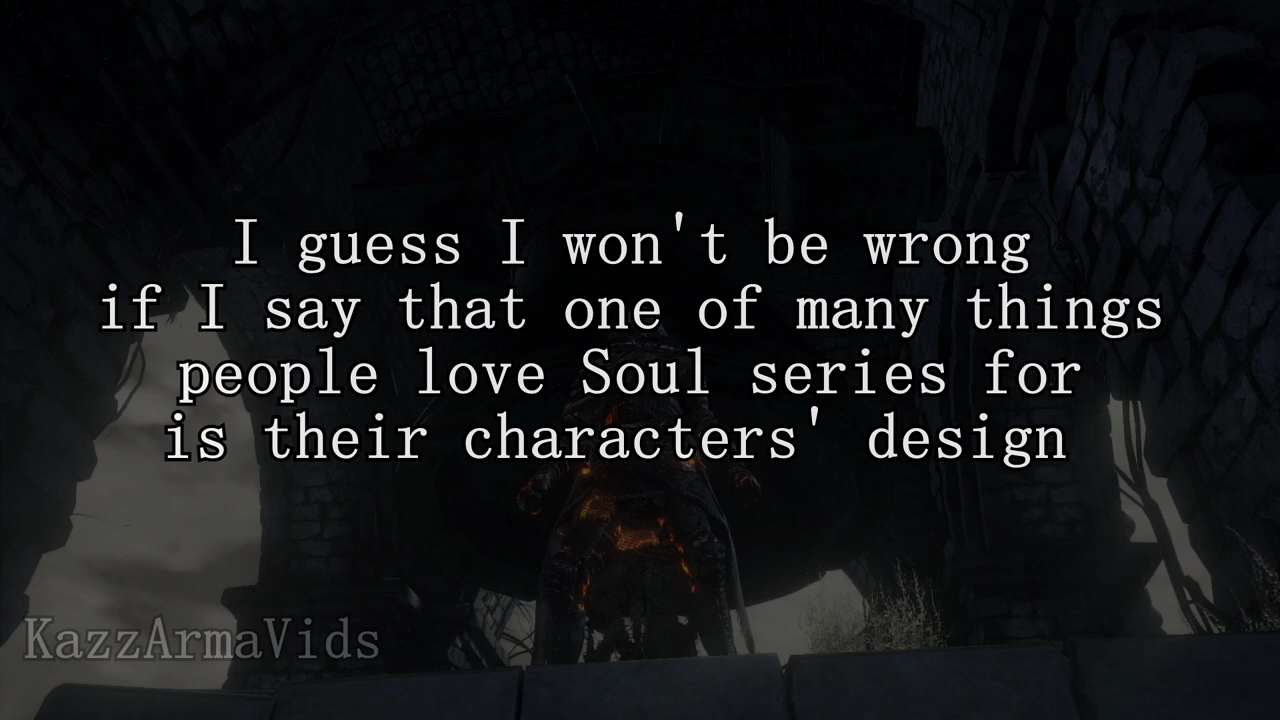 I guess I won't be wrong
if I say that one of many things
people love Soul series for
is their characters' design
KazzArmaVids